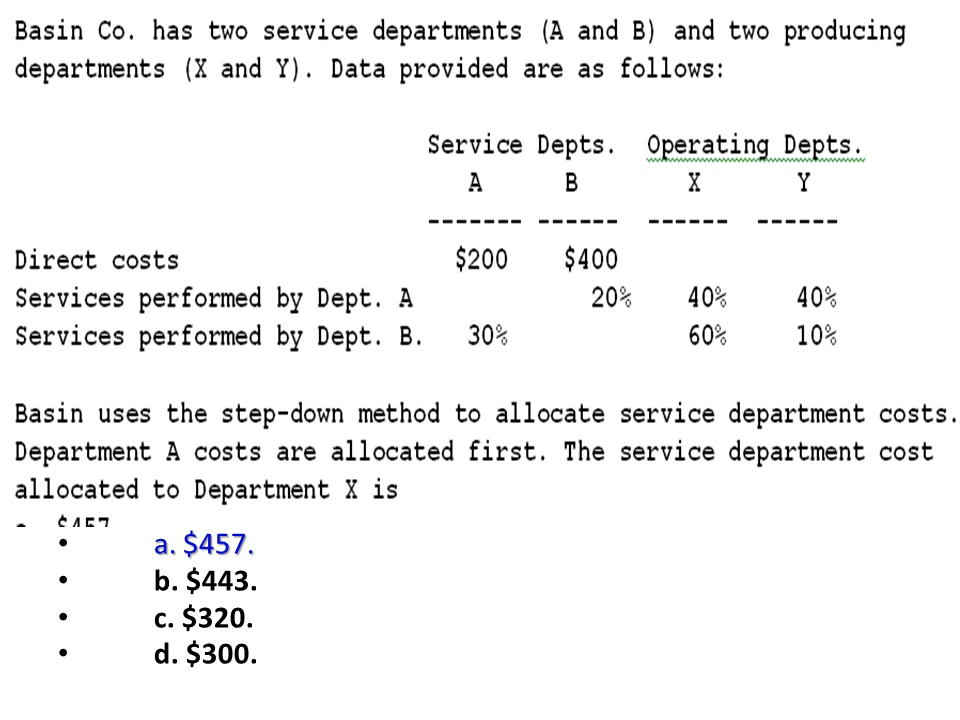 Basin Co. has two service departments (A and B) and two producing
departments (X and Y). Data provided are as follows:
Service Depts. Operating Depts.
A B X Y
------- ------ ------ ------
Direct costs $200 $400
Services performed by Dept. A 20% 40% 40%
Services performed by Dept. B. 30% 60% 10%
Basin uses the step-down method to allocate service department costs.
Department A costs are allocated first. The service department cost
allocated to Department X is
$457
• a. $457.
• b. $443.
• c. $320.
• d. $300.